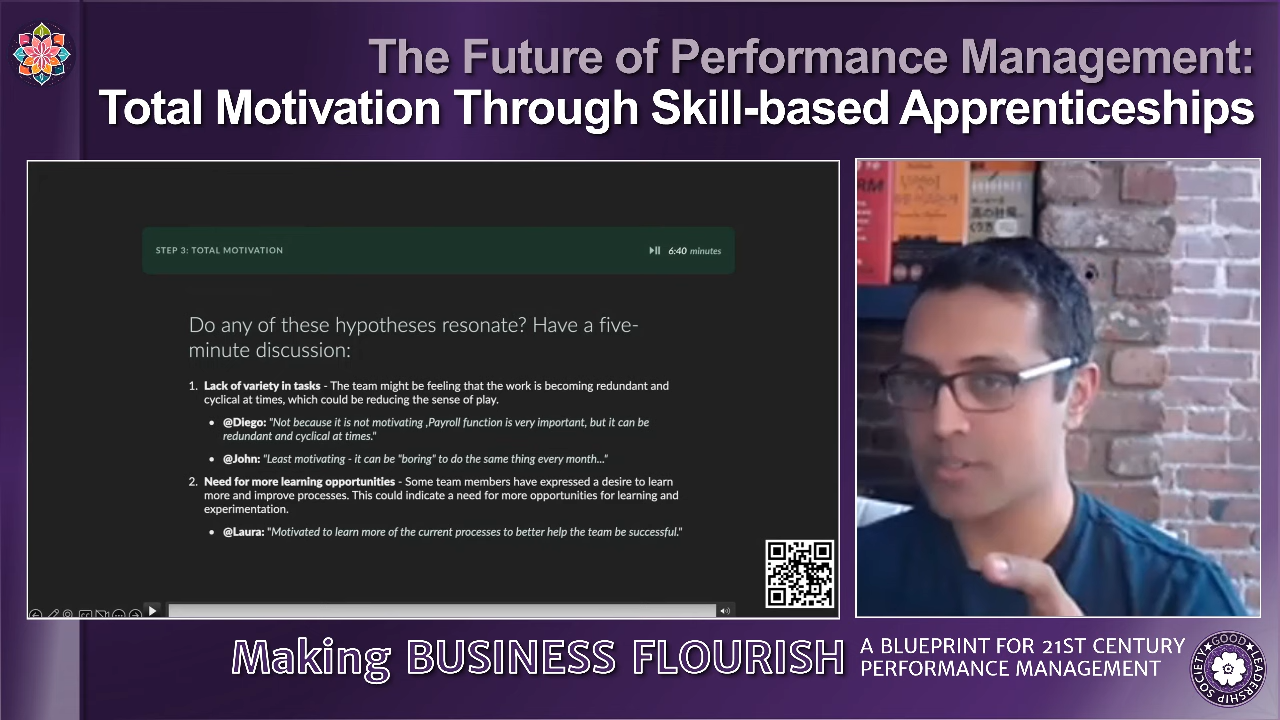 The Future of Performance Management:
Total Motivation Through Skill-based Apprenticeships
STEP 3: TOTAL MOTIVATION
6:40 minutes
Do any of these hypotheses resonate? Have a five-
minute discussion:
1. Lack of variety in tasks - The team might be feeling that the work is becoming redundant and
cyclical at times, which could be reducing the sense of play.
• @Diego: "Not because it is not motivating ,Payroll function is very important, but it can be
redundant and cyclical at times."
• @John: "Least motivating - it can be "boring" to do the same thing every month..."
2. Need for more learning opportunities - Some team members have expressed a desire to learn
more and improve processes. This could indicate a need for more opportunities for learning and
experimentation.
• @Laura: "Motivated to learn more of the current processes to better help the team be successful."
Making BUSINESS FLOURISH
A BLUEPRINT FOR 21ST CENTURY
PERFORMANCE MANAGEMENT
GOOD LEADERSHIP SOCIETY